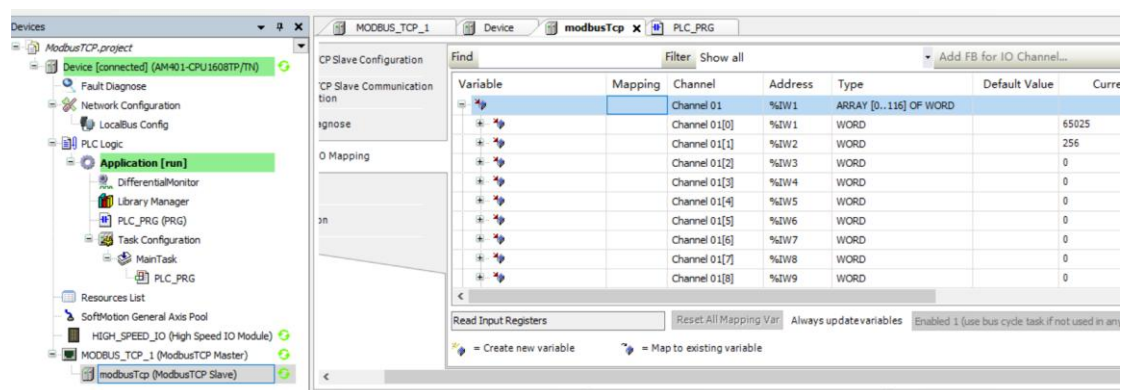 Devices
ModbusTCP.project
Device [connected] (AM401-CPU1608TP/TN)
Fault Diagnose
Network Configuration
LocalBus Config
PLC Logic
Application [run]
DifferentialMonitor
Library Manager
PLC_PRG (PRG)
Task Configuration
MainTask
PLC_PRG
Resources List
SoftMotion General Axis Pool
HIGH_SPEED_IO (High Speed IO Module)
MODBUS_TCP_1 (ModbusTCP Master)
modbusTcp (ModbusTCP Slave)
MODBUS_TCP_1 Device modbusTcp PLC_PRG
CP Slave Configuration
CP Slave Communication
tion
agnose
O Mapping
on
Find Filter Show all Add FB for IO Channel...
Variable Mapping Channel Address Type Default Value Curre
Channel 01 %IW1 ARRAY [0..116] OF WORD
Channel 01[0] %IW1 WORD 65025
Channel 01[1] %IW2 WORD 256
Channel 01[2] %IW3 WORD 0
Channel 01[3] %IW4 WORD 0
Channel 01[4] %IW5 WORD 0
Channel 01[5] %IW6 WORD 0
Channel 01[6] %IW7 WORD 0
Channel 01[7] %IW8 WORD 0
Channel 01[8] %IW9 WORD 0
Read Input Registers Reset All Mapping Var Always update variables Enabled 1 (use bus cycle task if not used in any
= Create new variable = Map to existing variable